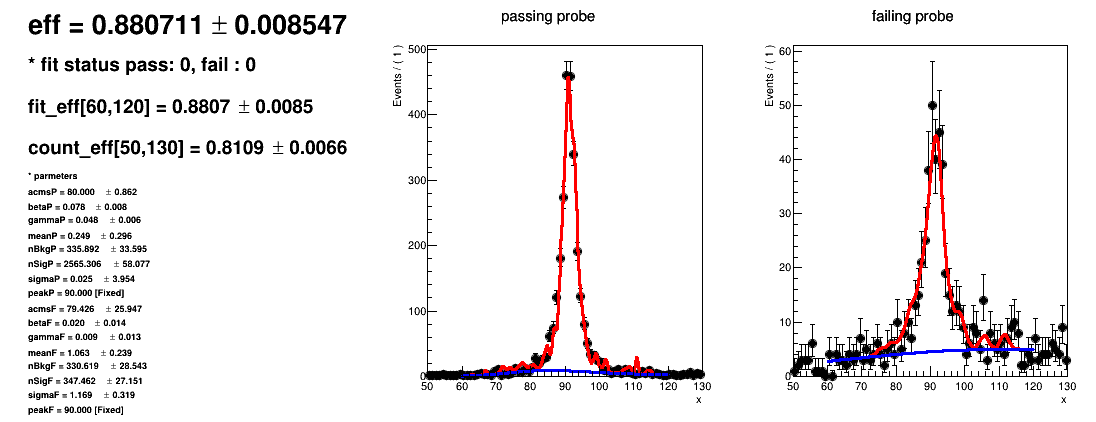 eff = 0.880711 ± 0.008547
* fit status pass: 0, fail : 0
fit_eff[60,120] = 0.8807 ± 0.0085
count_eff[50,130] = 0.8109 ± 0.0066
* parmeters
acmsP = 80.000 ± 0.862
betaP = 0.078 ± 0.008
gammaP = 0.048 ± 0.006
meanP = 0.249 ± 0.296
nBkgP = 335.892 ± 33.595
nSigP = 2565.306 ± 58.077
sigmaP = 0.025 ± 3.954
peakP = 90.000 [Fixed]
acmsF = 79.426 ± 25.947
betaF = 0.020 ± 0.014
gammaF = 0.009 ± 0.013
meanF = 1.063 ± 0.239
nBkgF = 330.619 ± 28.543
nSigF = 347.462 ± 27.151
sigmaF = 1.169 ± 0.319
peakF = 90.000 [Fixed]
passing probe
Events / ( 1 )
500
400
300
200
100
0
50 60 70 80 90 100 110 120 130
x
failing probe
Events / ( 1 )
60
50
40
30
20
10
0
50 60 70 80 90 100 110 120 130
x